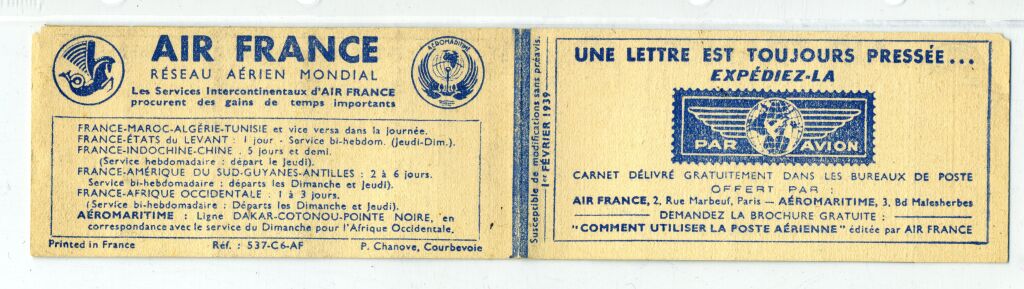 AIR FRANCE
RÉSEAU AÉRIEN MONDIAL
Les Services Intercontinentaux d'AIR FRANCE
procurent des gains de temps importants
AÉROMARITIME
FRANCE-MAROC-ALGÉRIE-TUNISIE et vice versa dans la journée.
FRANCE-ÉTATS du LEVANT : 1 jour - Service bi-hebdom. (Jeudi-Dim.).
FRANCE-INDOCHINE-CHINE . 5 jours et demi.
(Service hebdomadaire : départ le Jeudi).
FRANCE-AMÉRIQUE DU SUD-GUYANES-ANTILLES : 2 à 6 jours.
Service bi-hebdomadaire : départs les Dimanche et Jeudi).
FRANCE-AFRIQUE OCCIDENTALE : 1 à 3 jours.
(Service bi-hebdomadaire : Départs les Dimanche et Jeudi).
AÉROMARITIME : Ligne DAKAR-COTONOU-POINTE NOIRE, en
correspondance avec le service du Dimanche pour l'Afrique Occidentale.
Printed in France Réf. : 537-C6-AF P. Chanove, Courbevoie
Susceptible de modifications sans préavis.
1er FÉVRIER 1939
UNE LETTRE EST TOUJOURS PRESSÉE...
EXPÉDIEZ-LA
PAR AVION
CARNET DÉLIVRÉ GRATUITEMENT DANS LES BUREAUX DE POSTE
OFFERT PAR :
AIR FRANCE, 2, Rue Marbeuf, Paris — AÉROMARITIME, 3, Bd Malesherbes
DEMANDEZ LA BROCHURE GRATUITE :
"COMMENT UTILISER LA POSTE AÉRIENNE" éditée par AIR FRANCE